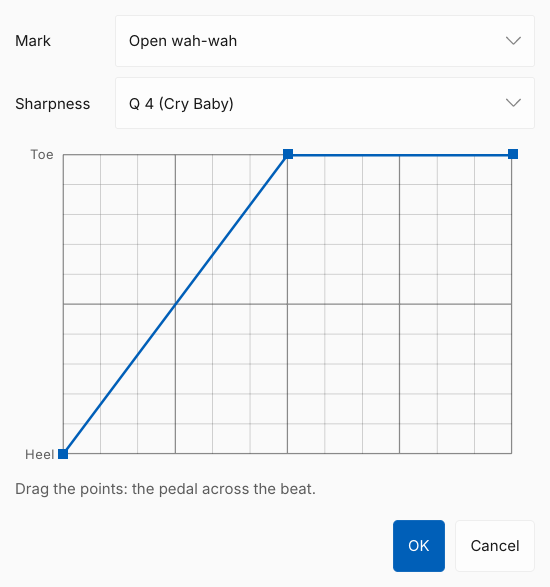 Mark
Open wah-wah
Sharpness
Q 4 (Cry Baby)
Toe
Heel
Drag the points: the pedal across the beat.
OK
Cancel